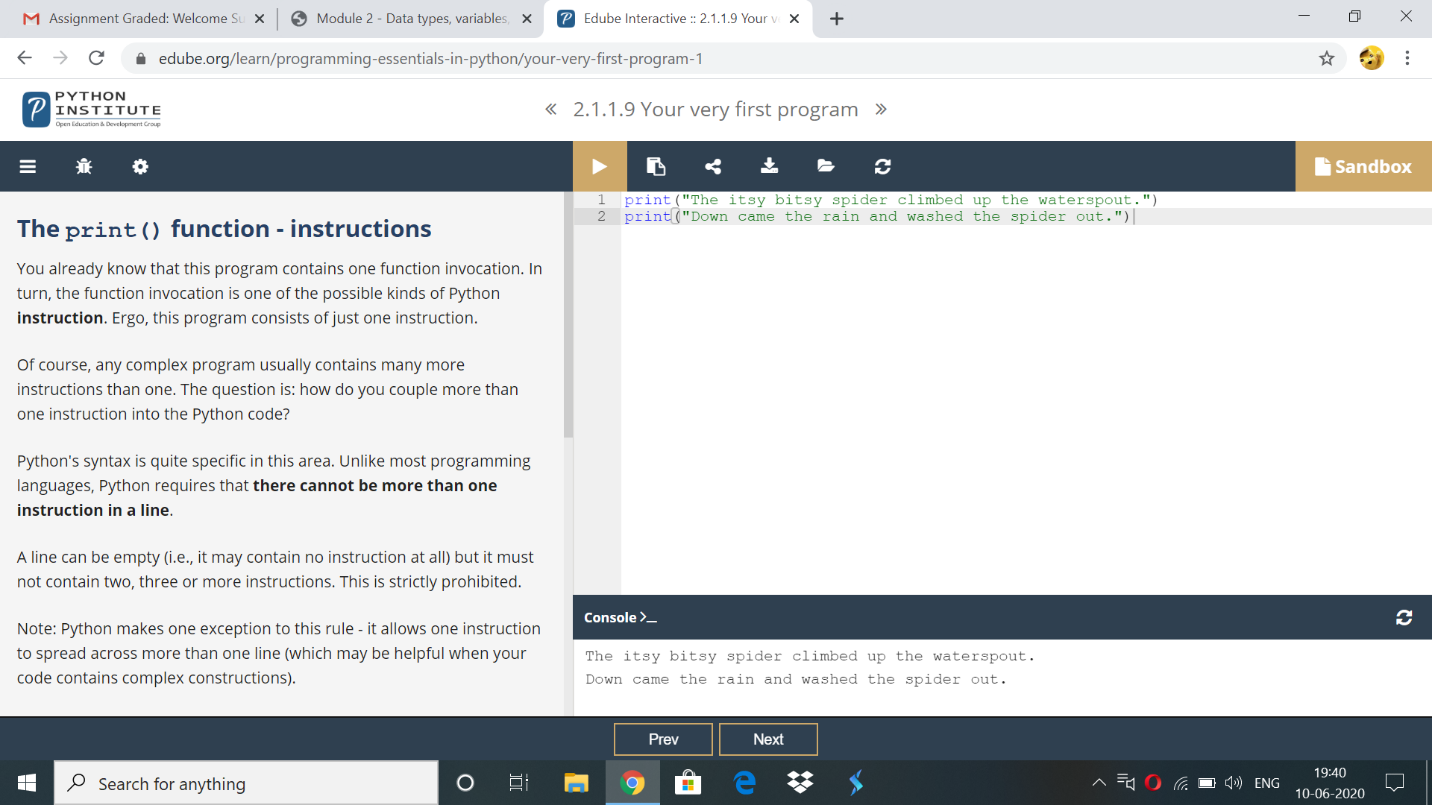 Assignment Graded: Welcome Su
Module 2 - Data types, variables,
Edube Interactive :: 2.1.1.9 Your v
edube.org/learn/programming-essentials-in-python/your-very-first-program-1
PYTHON
INSTITUTE
Open Education & Development Group
« 2.1.1.9 Your very first program »
Sandbox
The print() function - instructions
You already know that this program contains one function invocation. In
turn, the function invocation is one of the possible kinds of Python
instruction. Ergo, this program consists of just one instruction.
Of course, any complex program usually contains many more
instructions than one. The question is: how do you couple more than
one instruction into the Python code?
Python's syntax is quite specific in this area. Unlike most programming
languages, Python requires that there cannot be more than one
instruction in a line.
A line can be empty (i.e., it may contain no instruction at all) but it must
not contain two, three or more instructions. This is strictly prohibited.
Note: Python makes one exception to this rule - it allows one instruction
to spread across more than one line (which may be helpful when your
code contains complex constructions).
1 print("The itsy bitsy spider climbed up the waterspout.")
2 print("Down came the rain and washed the spider out.")
Console >_
The itsy bitsy spider climbed up the waterspout.
Down came the rain and washed the spider out.
Prev Next
Search for anything
ENG
19:40
10-06-2020